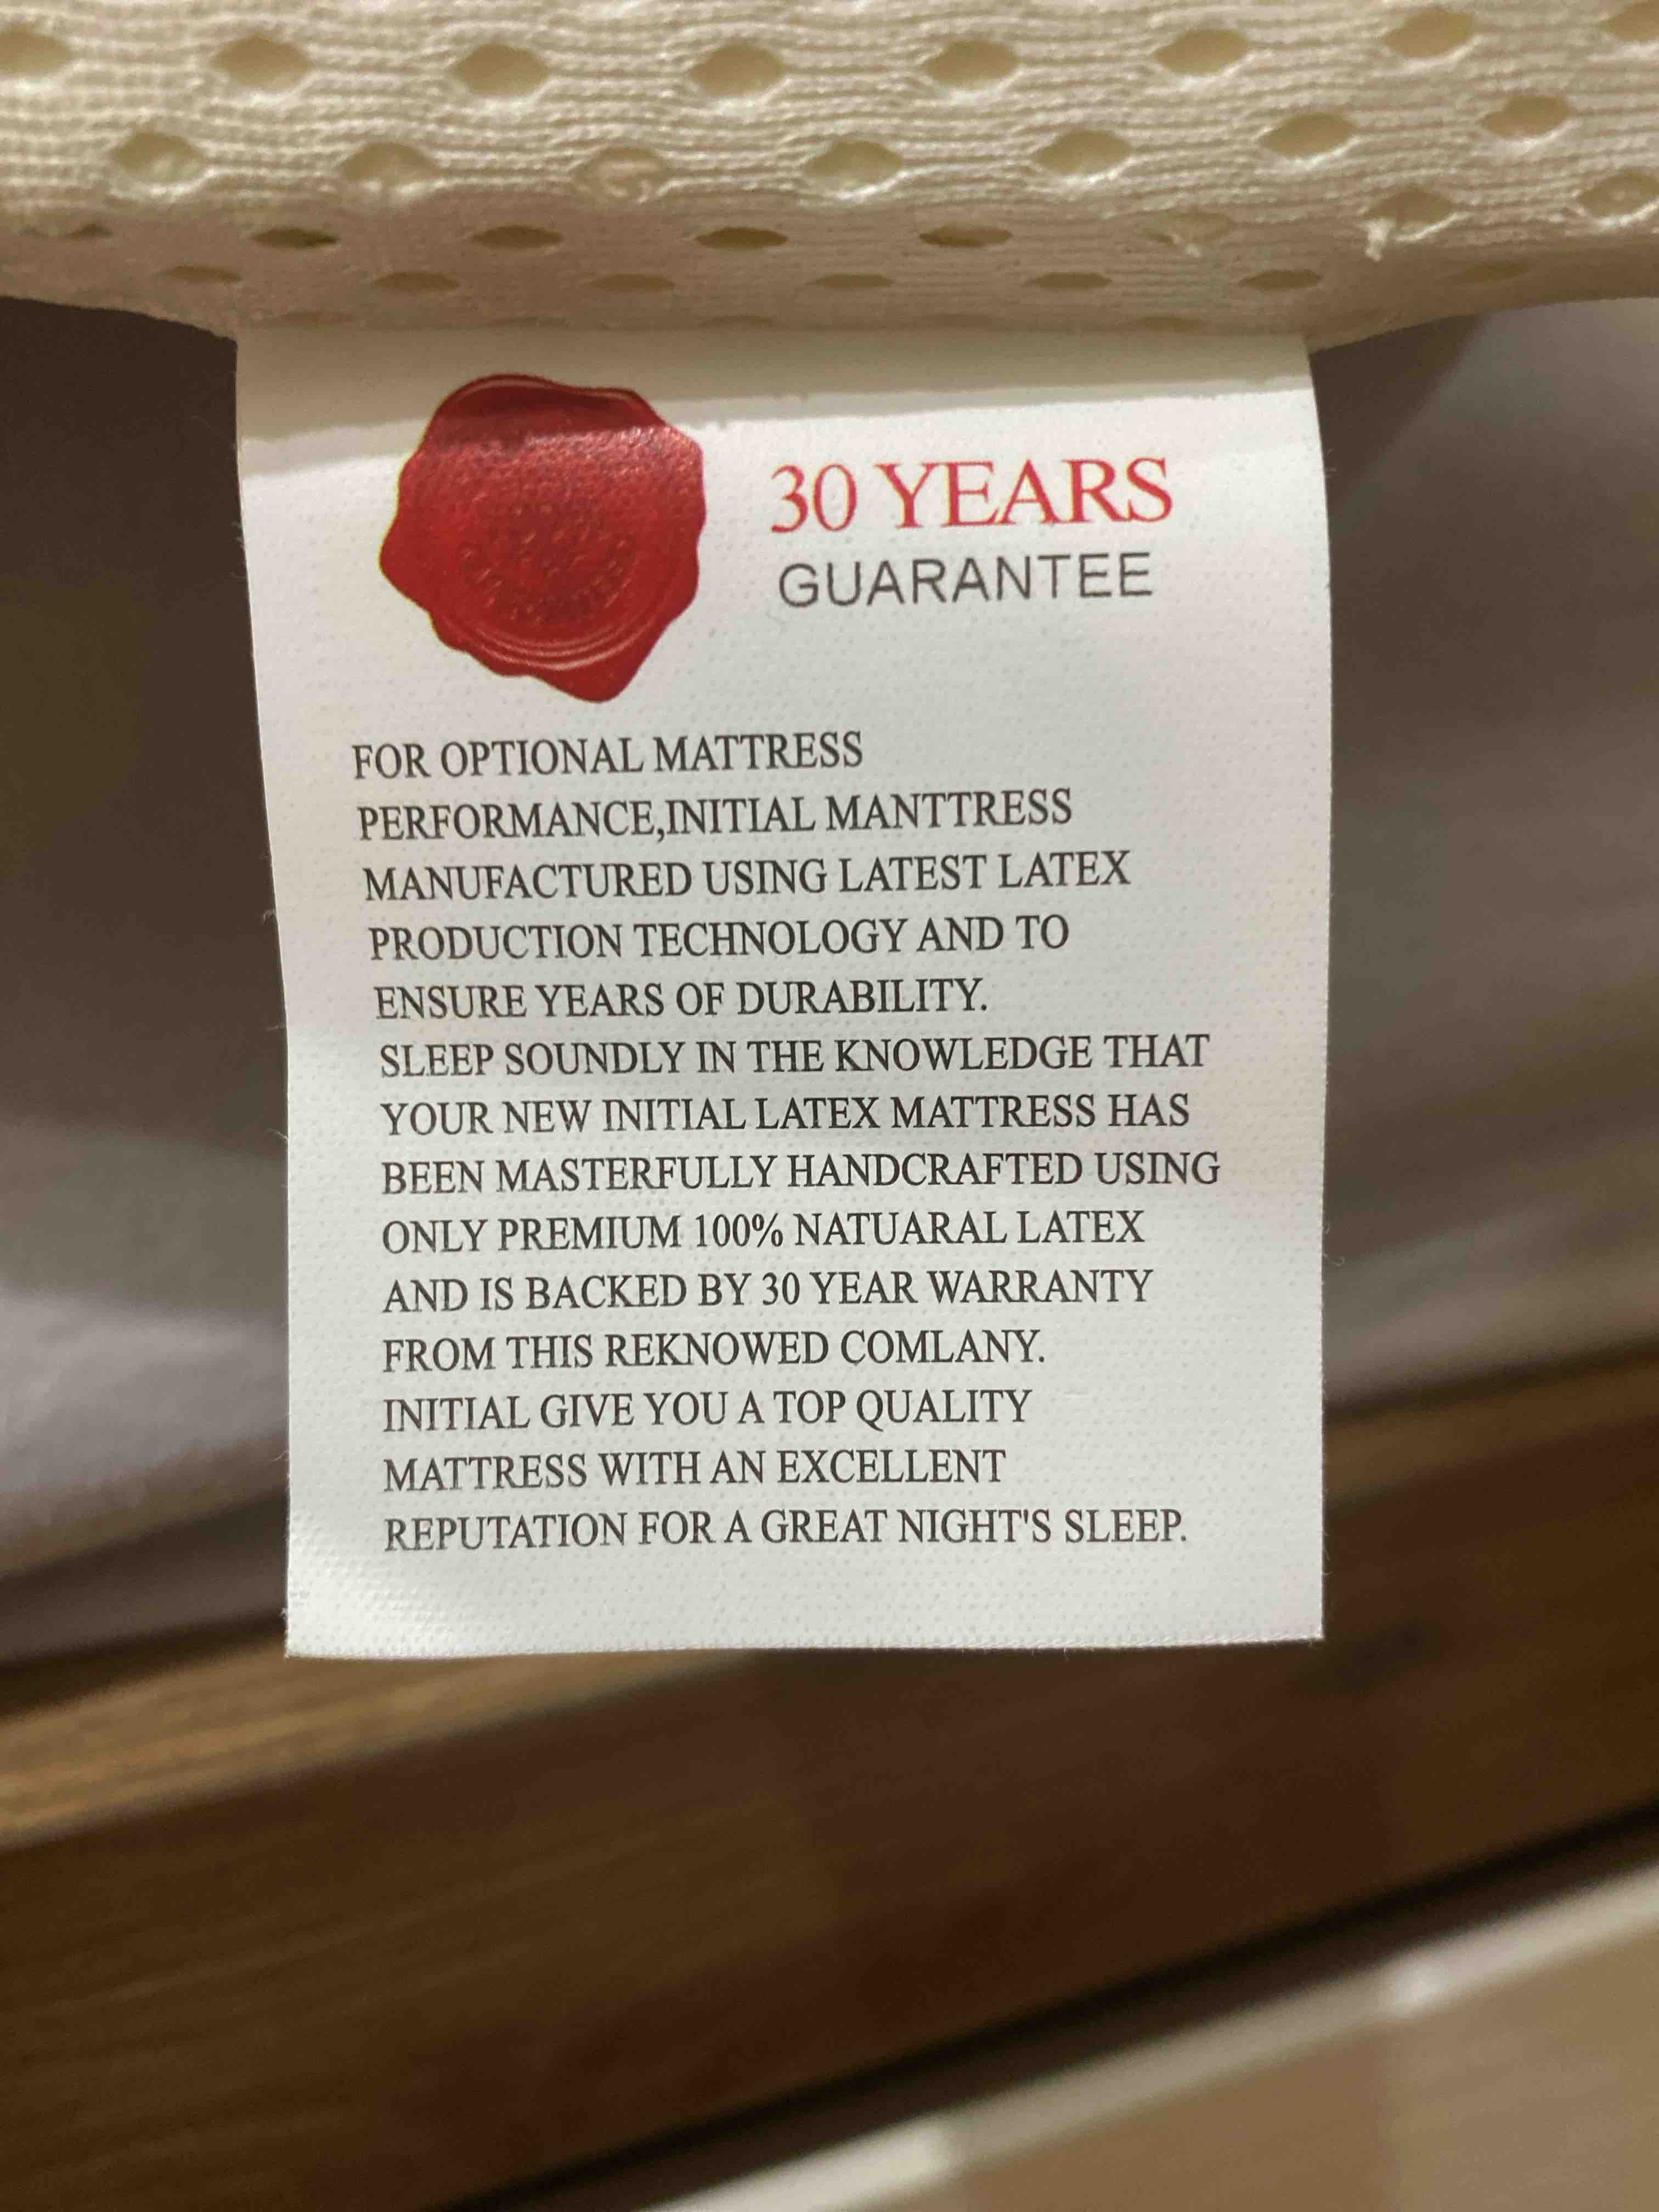 30 YEARS
GUARANTEE
FOR OPTIONAL MATTRESS
PERFORMANCE,INITIAL MANTTRESS
MANUFACTURED USING LATEST LATEX
PRODUCTION TECHNOLOGY AND TO
ENSURE YEARS OF DURABILITY.
SLEEP SOUNDLY IN THE KNOWLEDGE THAT
YOUR NEW INITIAL LATEX MATTRESS HAS
BEEN MASTERFULLY HANDCRAFTED USING
ONLY PREMIUM 100% NATUARAL LATEX
AND IS BACKED BY 30 YEAR WARRANTY
FROM THIS REKNOWED COMLANY.
INITIAL GIVE YOU A TOP QUALITY
MATTRESS WITH AN EXCELLENT
REPUTATION FOR A GREAT NIGHT'S SLEEP.